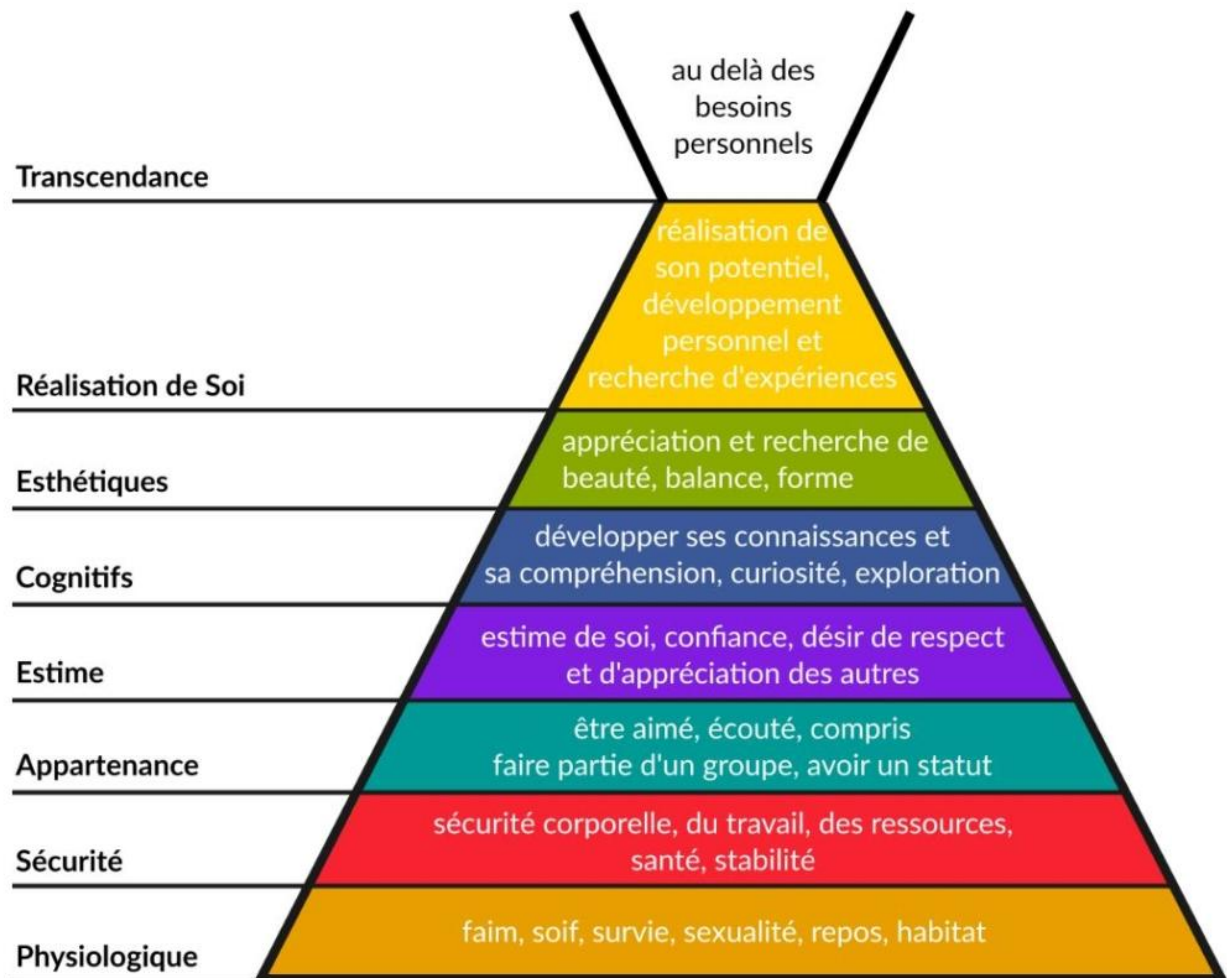 au delà des
besoins
personnels
Transcendance
réalisation de
son potentiel,
développement
personnel et
recherche d'expériences
Réalisation de Soi
appréciation et recherche de
beauté, balance, forme
Esthétiques
développer ses connaissances et
sa compréhension, curiosité, exploration
Cognitifs
estime de soi, confiance, désir de respect
et d'appréciation des autres
Estime
être aimé, écouté, compris
faire partie d'un groupe, avoir un statut
Appartenance
sécurité corporelle, du travail, des ressources,
santé, stabilité
Sécurité
faim, soif, survie, sexualité, repos, habitat
Physiologique